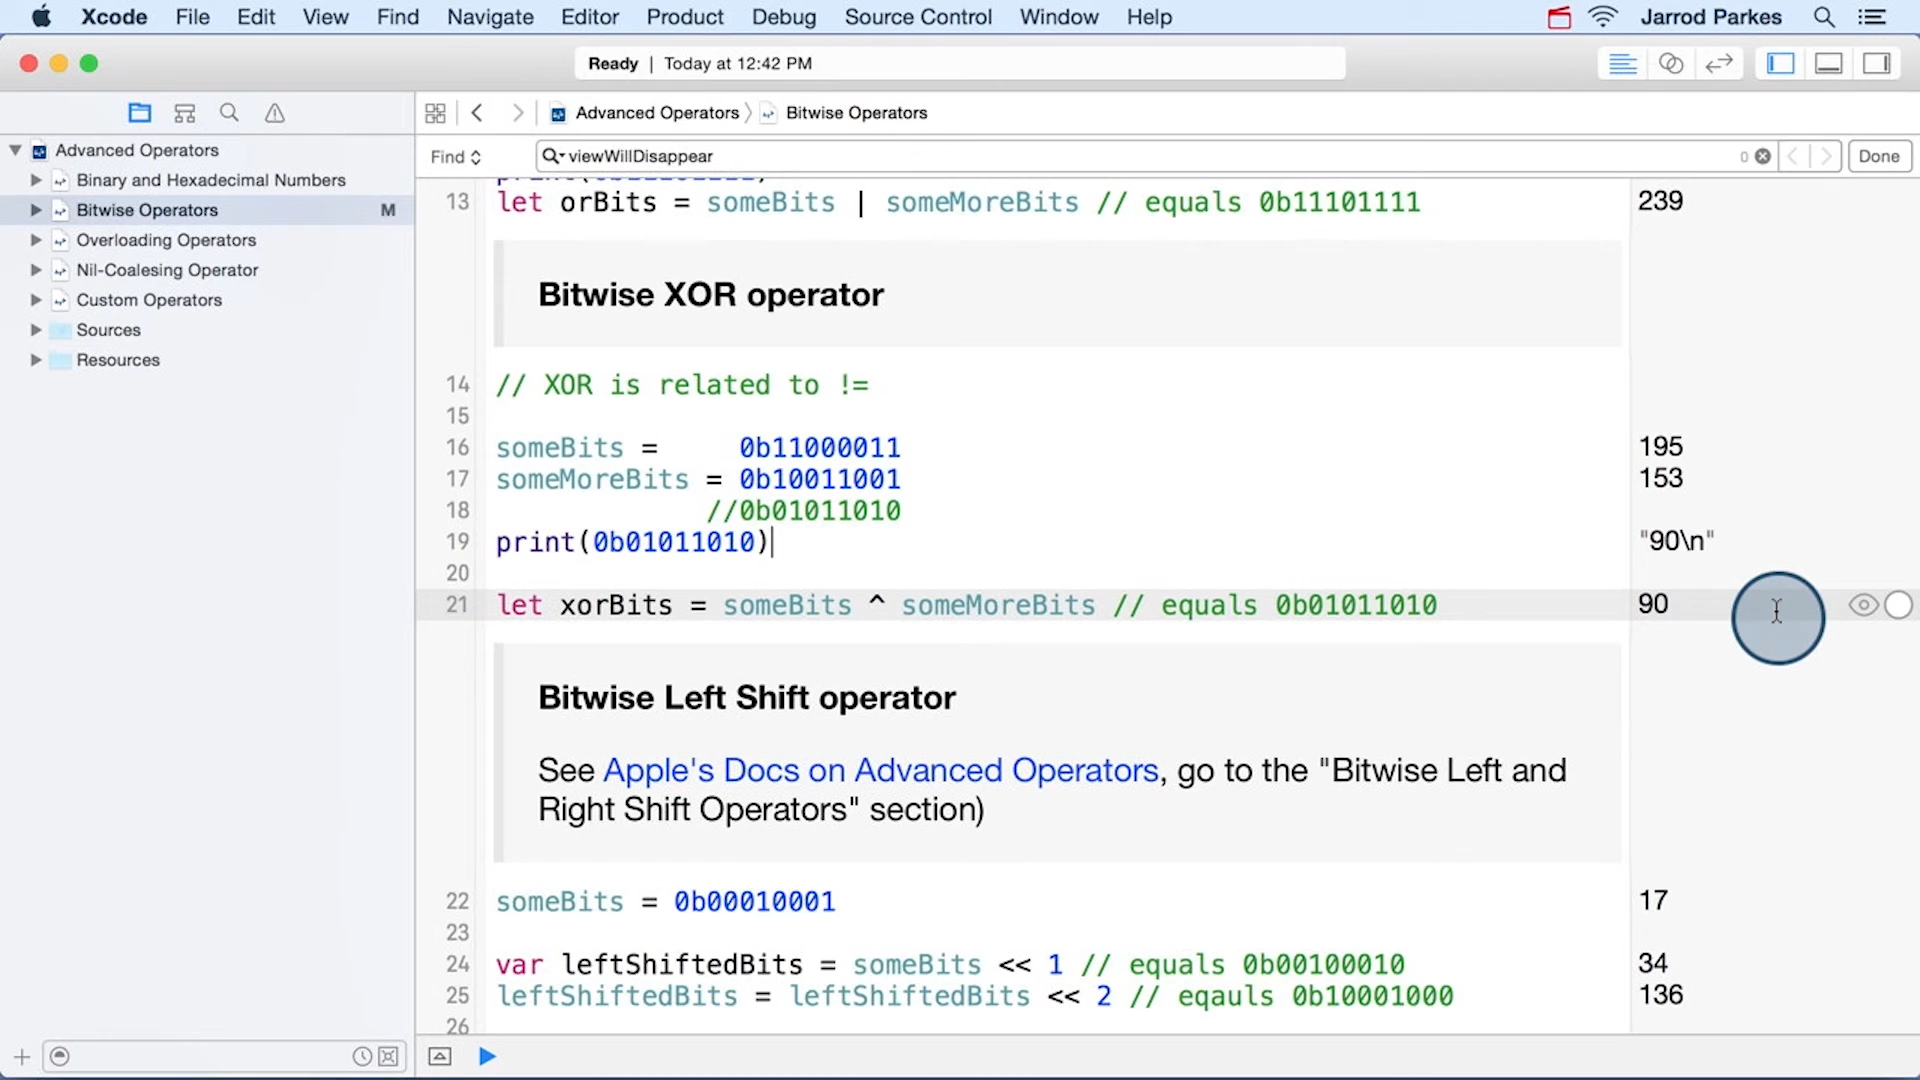 Xcode File Edit View Find Navigate Editor Product Debug Source Control Window Help Jarrod Parkes
Ready | Today at 12:42 PM
Advanced Operators Bitwise Operators
Find viewWillDisappear 0 Done
Advanced Operators
Binary and Hexadecimal Numbers
Bitwise Operators M
Overloading Operators
Nil-Coalesing Operator
Custom Operators
Sources
Resources
13 let orBits = someBits | someMoreBits // equals 0b11101111 239
Bitwise XOR operator
14 // XOR is related to !=
15
16 someBits = 0b11000011 195
17 someMoreBits = 0b10011001 153
18 //0b01011010
19 print(0b01011010) "90\n"
20
21 let xorBits = someBits ^ someMoreBits // equals 0b01011010 90
Bitwise Left Shift operator
See Apple's Docs on Advanced Operators, go to the "Bitwise Left and
Right Shift Operators" section)
22 someBits = 0b00010001 17
23
24 var leftShiftedBits = someBits << 1 // equals 0b00100010 34
25 leftShiftedBits = leftShiftedBits << 2 // eqauls 0b10001000 136
26